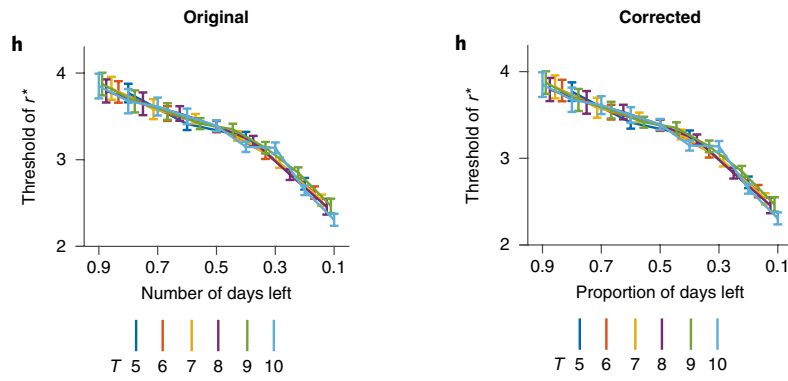 Original
h
4
3
2
Threshold of r*
0.9 0.7 0.5 0.3 0.1
Number of days left
T 5 6 7 8 9 10
Corrected
h
4
3
2
Threshold of r*
0.9 0.7 0.5 0.3 0.1
Proportion of days left
T 5 6 7 8 9 10